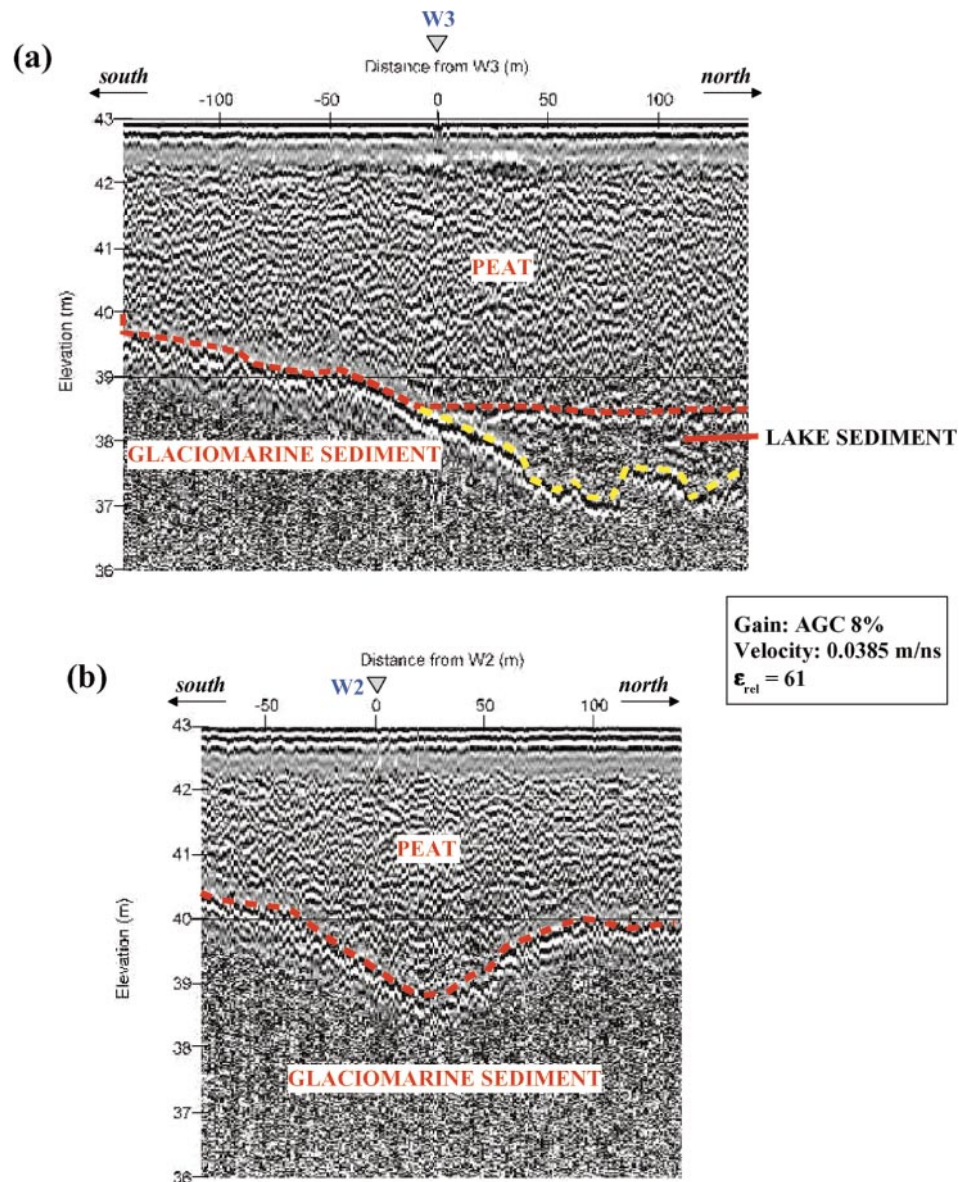 W3
(a)
Distance from W3 (m)
south
north
-100 -50 0 50 100
43
42
41
PEAT
40
Elevation (m)
39
38
LAKE SEDIMENT
GLACIOMARINE SEDIMENT
37
36
Gain: AGC 8%
Velocity: 0.0385 m/ns
εrel = 61
Distance from W2 (m)
(b)
W2
south
north
-50 0 50 100
43
42
41
PEAT
40
Elevation (m)
39
38
GLACIOMARINE SEDIMENT
37
36